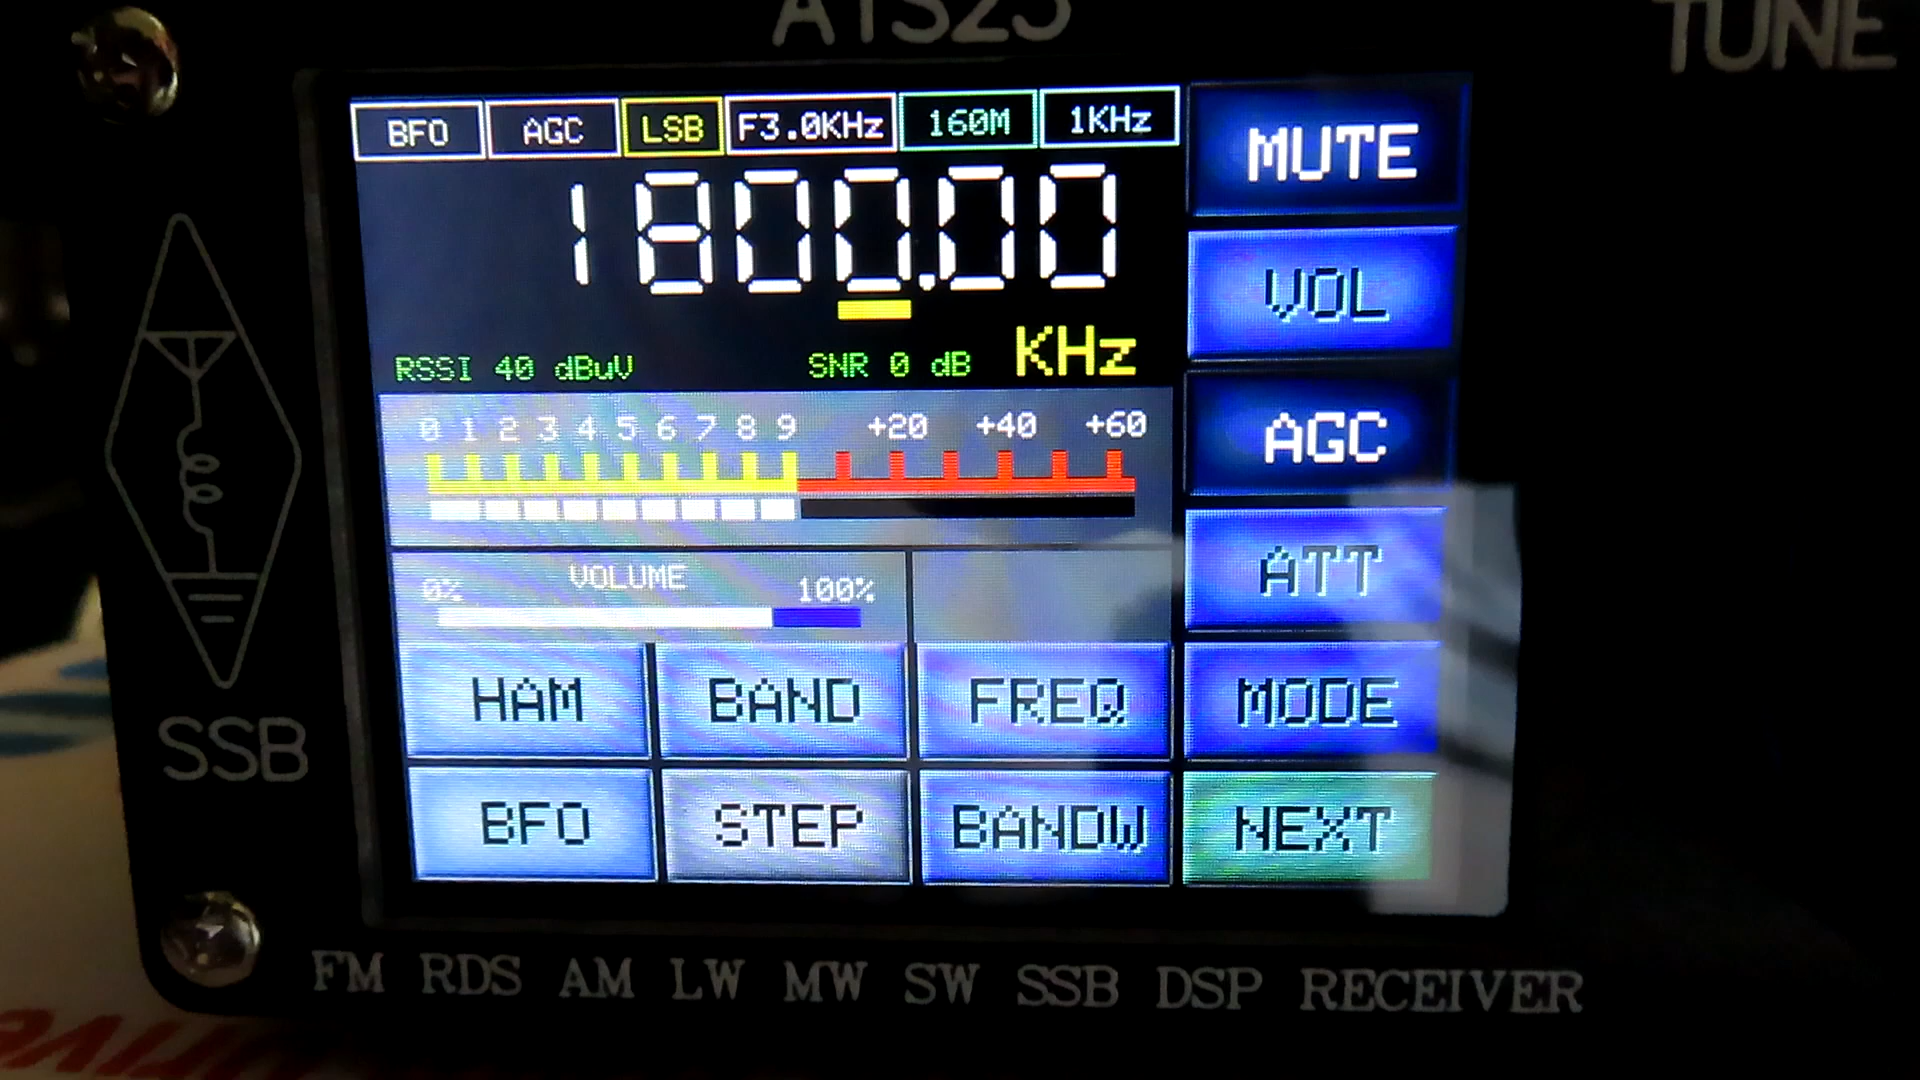 ATS25
TUNE
BFO AGC LSB F3.0KHz 160M 1KHz
MUTE
1800.00
VOL
RSSI 40 dBuV SNR 0 dB KHz
0 1 2 3 4 5 6 7 8 9 +20 +40 +60
AGC
ATT
0% VOLUME 100%
HAM BAND FREQ MODE
BFO STEP BANDW NEXT
SSB
FM RDS AM LW MW SW SSB DSP RECEIVER